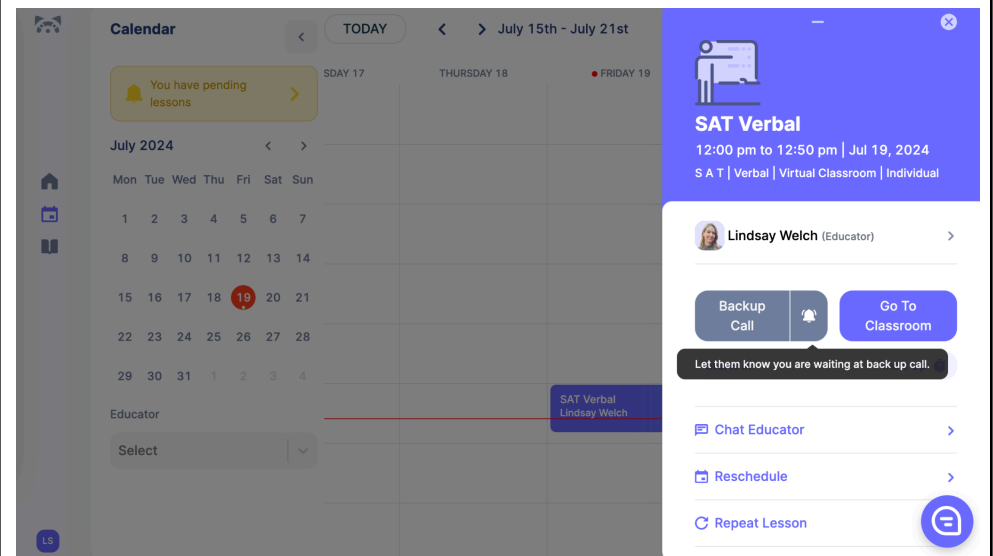 Calendar
TODAY
July 15th - July 21st
SDAY 17
THURSDAY 18
FRIDAY 19
You have pending
lessons
July 2024
Mon Tue Wed Thu Fri Sat Sun
1 2 3 4 5 6 7
8 9 10 11 12 13 14
15 16 17 18 19 20 21
22 23 24 25 26 27 28
29 30 31 1 2 3 4
Educator
Select
LS
SAT Verbal
Lindsay Welch
SAT Verbal
12:00 pm to 12:50 pm | Jul 19, 2024
S A T | Verbal | Virtual Classroom | Individual
Lindsay Welch (Educator)
Backup
Call
Go To
Classroom
Let them know you are waiting at back up call.
Chat Educator
Reschedule
Repeat Lesson